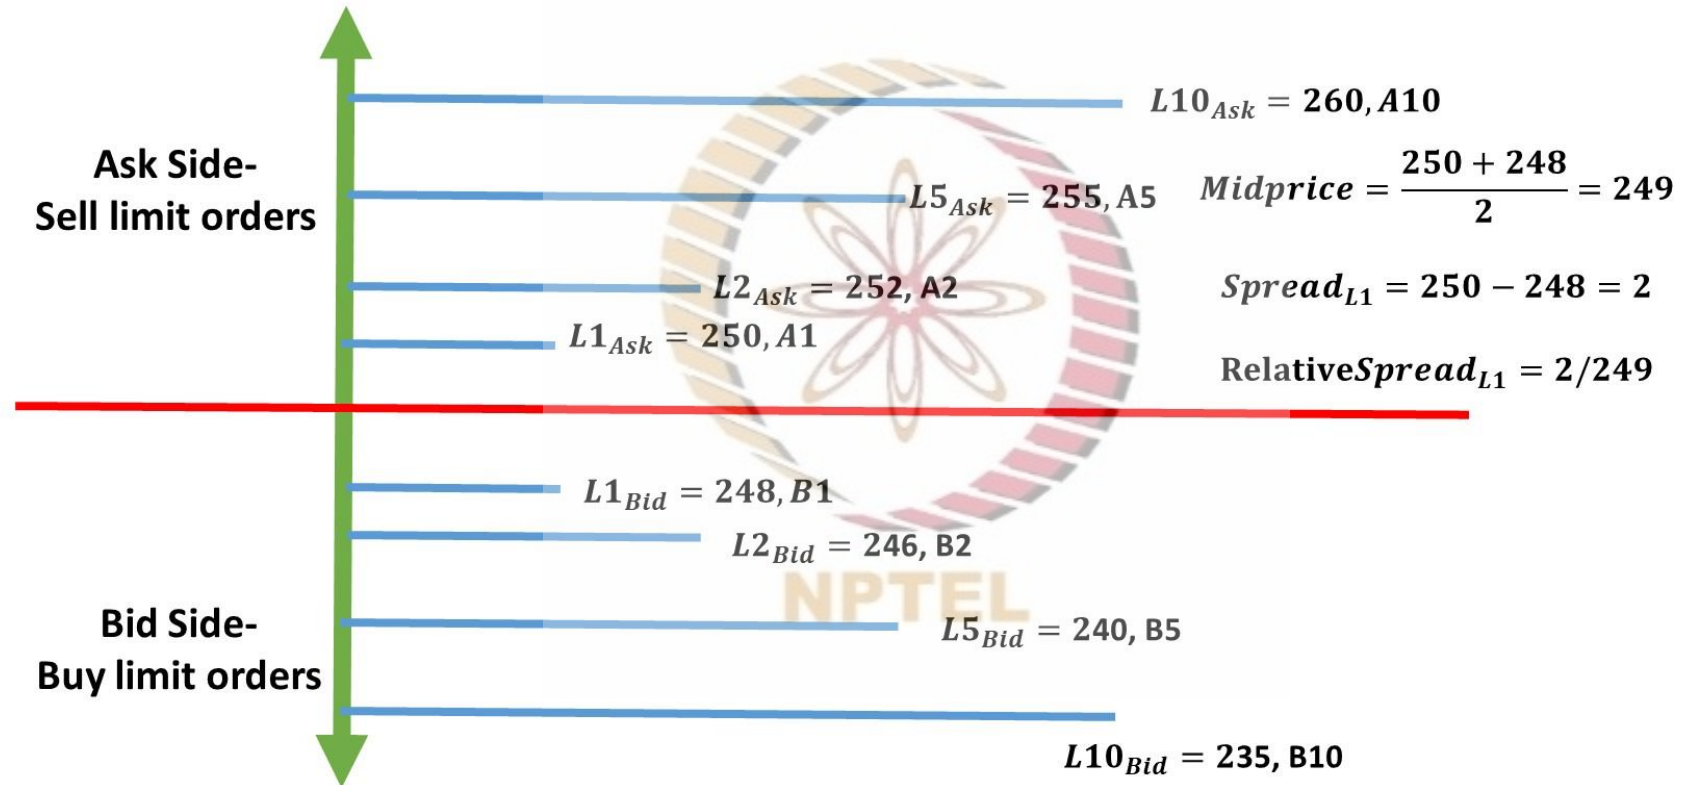 L10Ask = 260, A10
Ask Side-
Sell limit orders
Midprice = (250 + 248)/2 = 249
L5Ask = 255, A5
L2Ask = 252, A2
SpreadL1 = 250 − 248 = 2
L1Ask = 250, A1
RelativeSpreadL1 = 2/249
L1Bid = 248, B1
L2Bid = 246, B2
NPTEL
Bid Side-
Buy limit orders
L5Bid = 240, B5
L10Bid = 235, B10